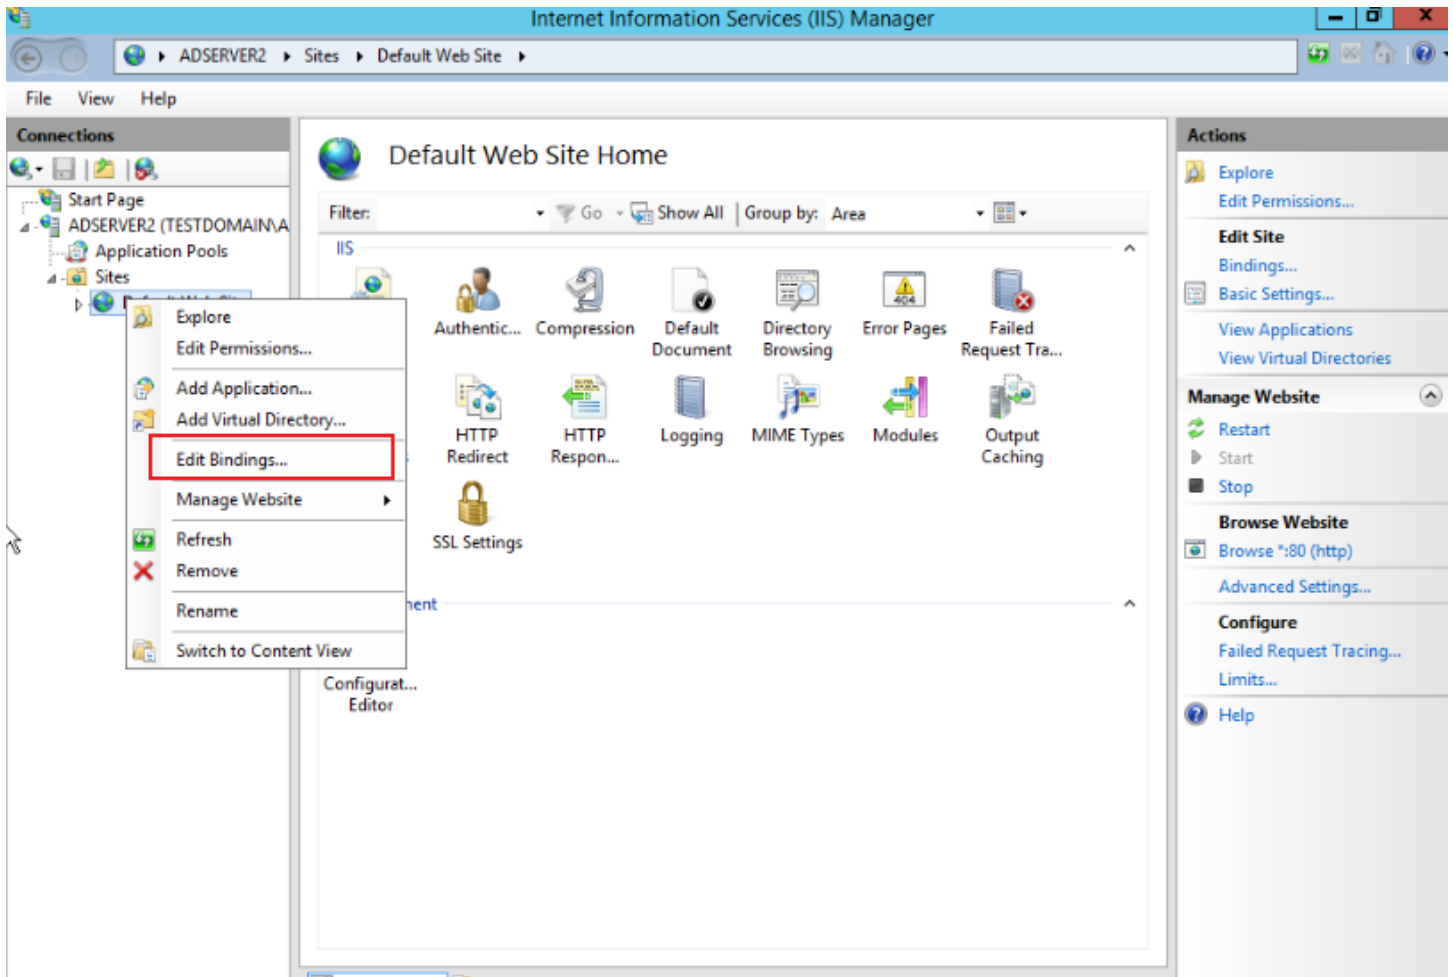 Internet Information Services (IIS) Manager
ADSERVER2 Sites Default Web Site
File View Help
Connections
Start Page
ADSERVER2 (TESTDOMAIN\A
Application Pools
Sites
Explore
Edit Permissions...
Add Application...
Add Virtual Directory...
Edit Bindings...
Manage Website
Refresh
Remove
Rename
Switch to Content View
Default Web Site Home
Filter: Go Show All Group by: Area
IIS
Authentic... Compression Default Document Directory Browsing Error Pages Failed Request Tra...
HTTP Redirect HTTP Respon... Logging MIME Types Modules Output Caching
SSL Settings
Configurat...
Editor
Actions
Explore
Edit Permissions...
Edit Site
Bindings...
Basic Settings...
View Applications
View Virtual Directories
Manage Website
Restart
Start
Stop
Browse Website
Browse *:80 (http)
Advanced Settings...
Configure
Failed Request Tracing...
Limits...
Help